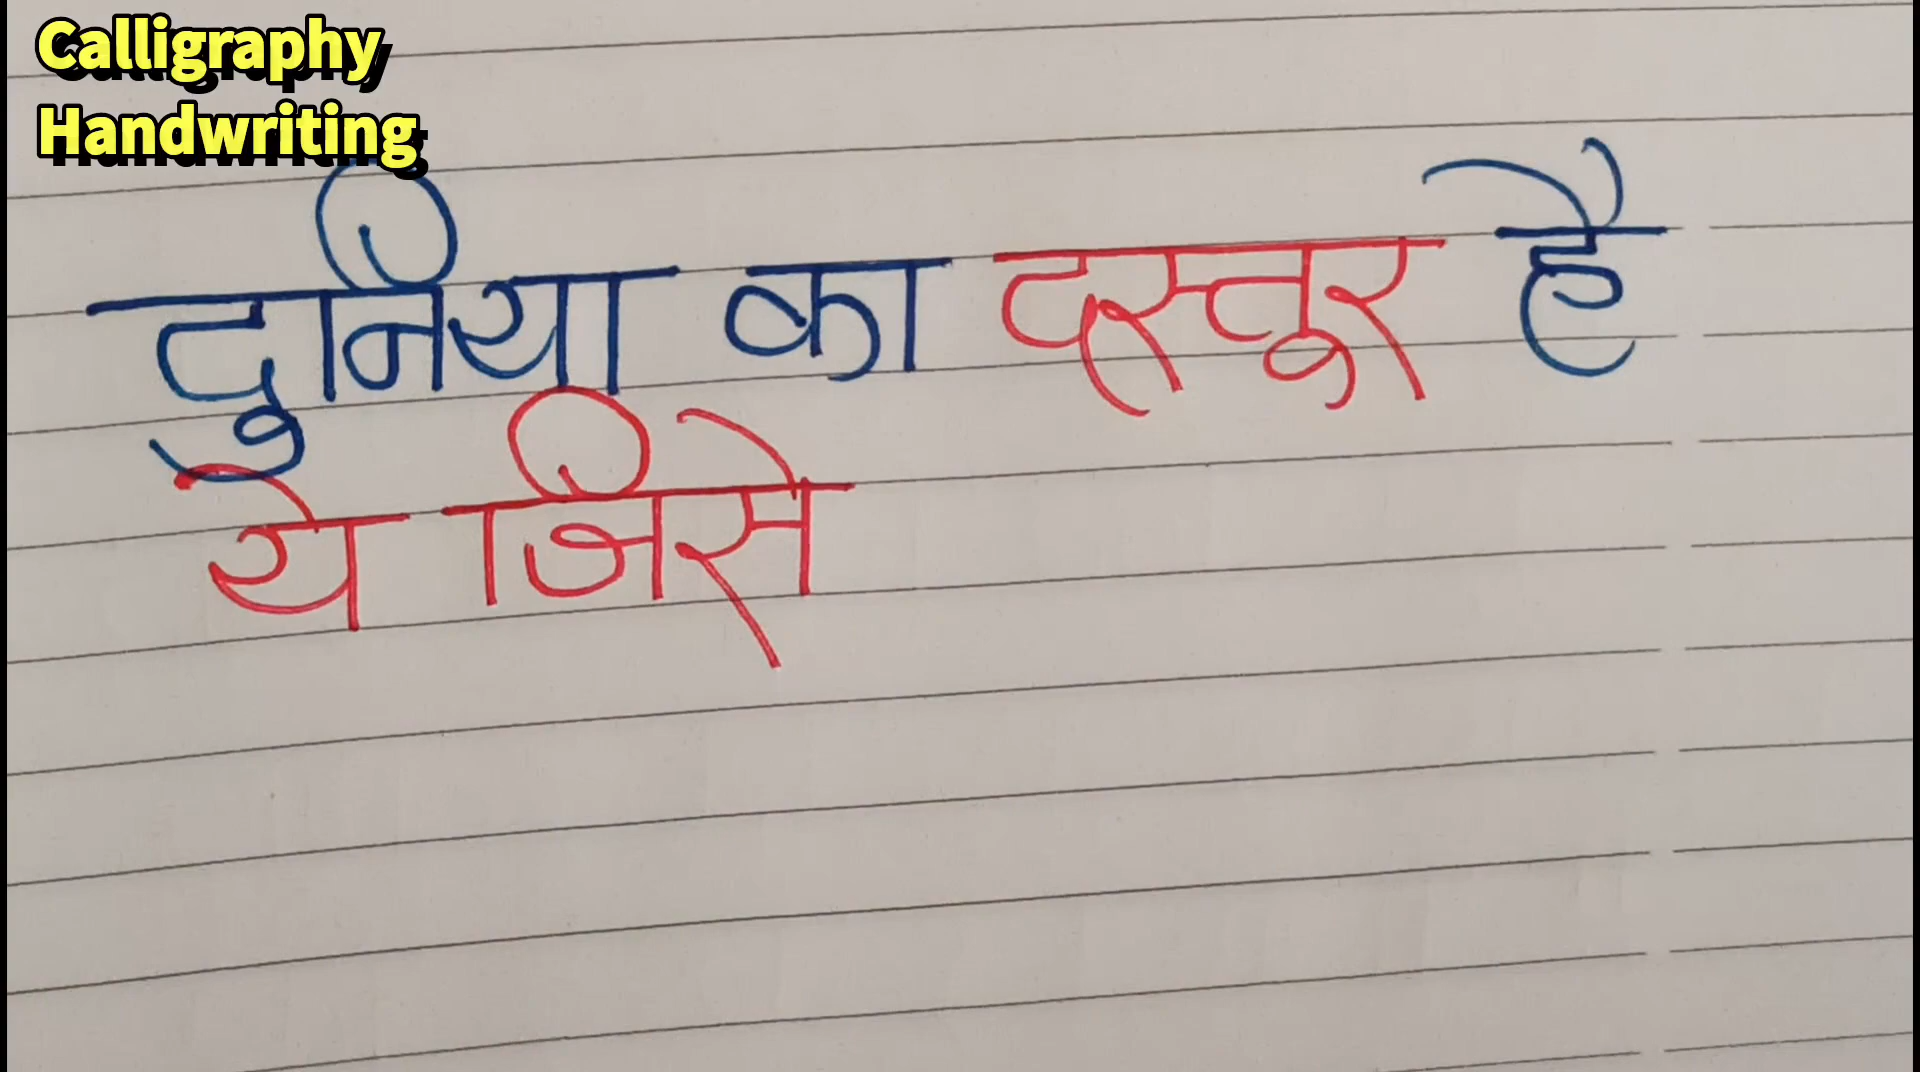 Calligraphy
Handwriting
दुनिया का दस्तूर है
ये जिसे